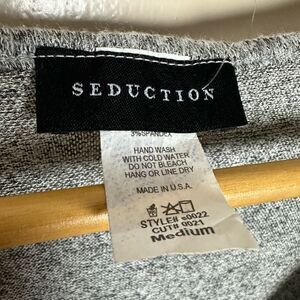 SEDUCTION
3%SPANDEX
HAND WASH
WITH COLD WATER
DO NOT BLEACH
HANG OR LINE DRY
MADE IN U.S.A.
STYLE# s0022
CUT# 0021
Medium